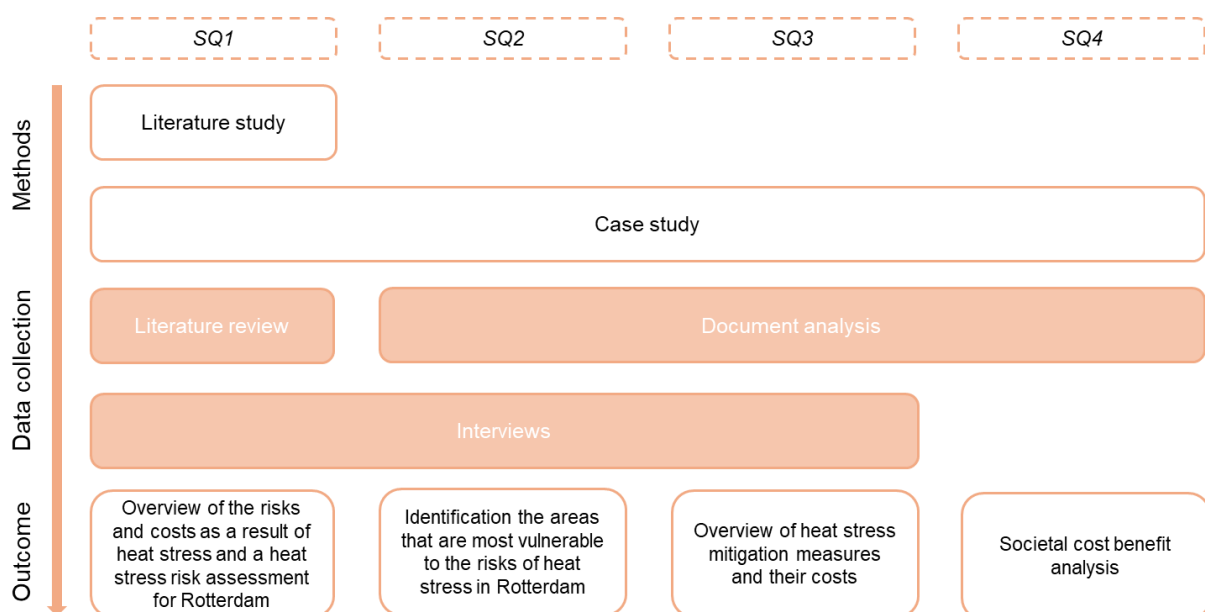 SQ1
SQ2
SQ3
SQ4
Methods
Literature study
Case study
Data collection
Literature review
Document analysis
Interviews
Outcome
Overview of the risks
and costs as a result of
heat stress and a heat
stress risk assessment
for Rotterdam
Identification the areas
that are most vulnerable
to the risks of heat
stress in Rotterdam
Overview of heat stress
mitigation measures
and their costs
Societal cost benefit
analysis